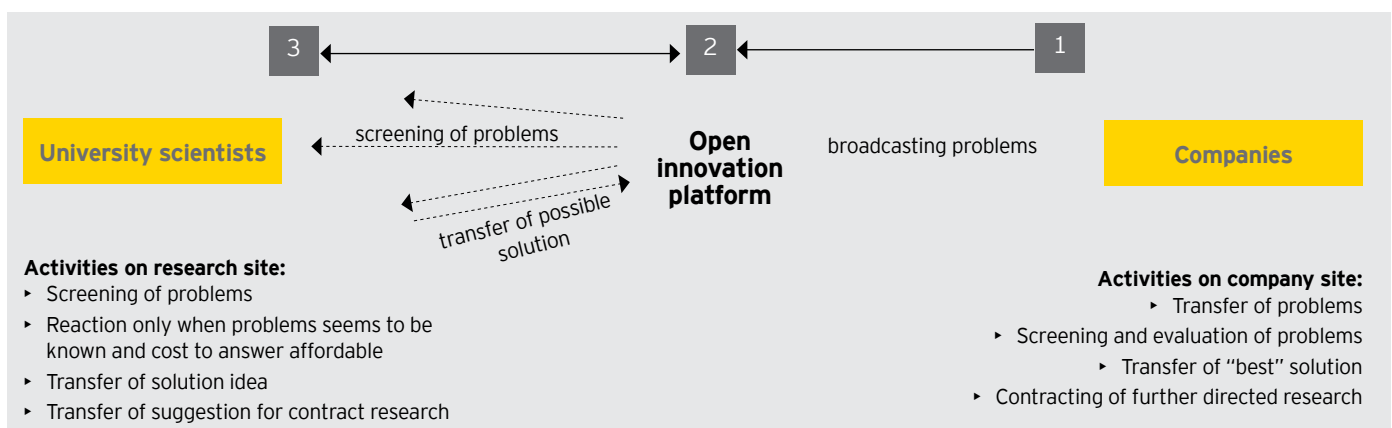 3
2
1
University scientists
screening of problems
Open
innovation
platform
broadcasting problems
Companies
transfer of possible
solution
Activities on research site:
‣ Screening of problems
‣ Reaction only when problems seems to be
known and cost to answer affordable
‣ Transfer of solution idea
‣ Transfer of suggestion for contract research
Activities on company site:
‣ Transfer of problems
‣ Screening and evaluation of problems
‣ Transfer of “best” solution
‣ Contracting of further directed research